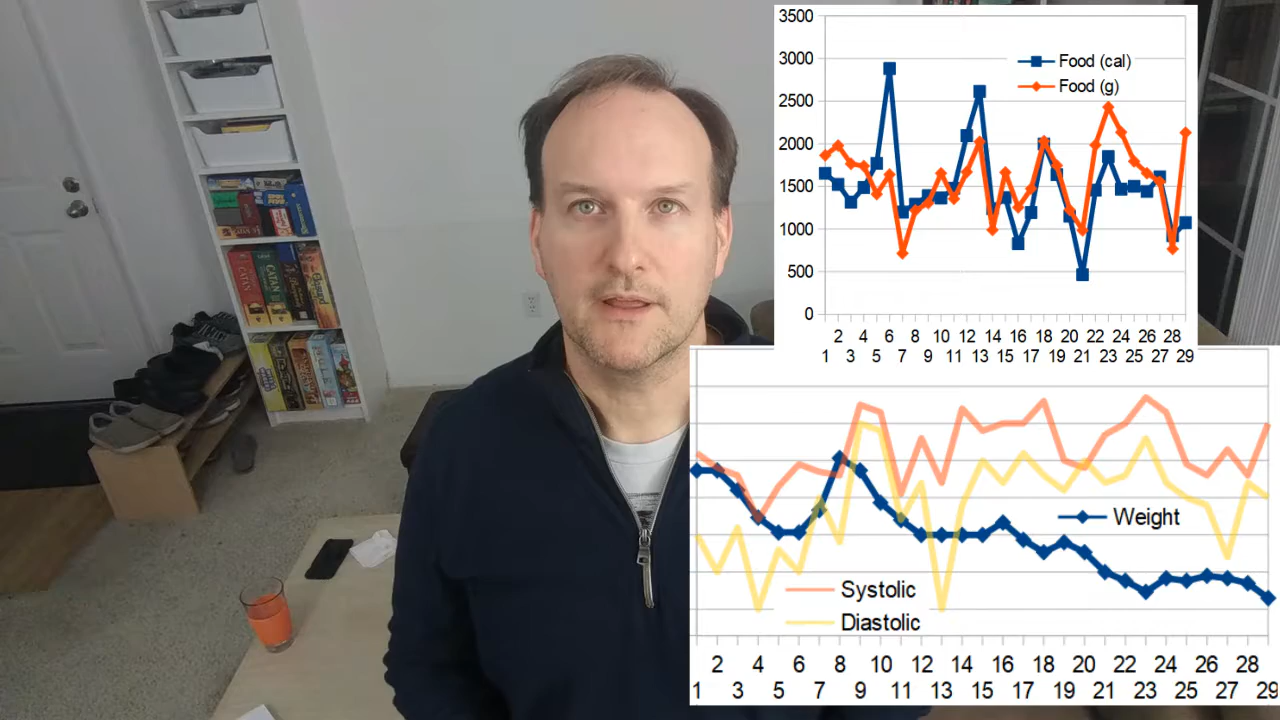 3500
3000
2500
2000
1500
1000
500
0
Food (cal)
Food (g)
2 4 6 8 10 12 14 16 18 20 22 24 26 28
1 3 5 7 9 11 13 15 17 19 21 23 25 27 29
Weight
Systolic
Diastolic
2 4 6 8 10 12 14 16 18 20 22 24 26 28
1 3 5 7 9 11 13 15 17 19 21 23 25 27 29
CATAN
CATAN